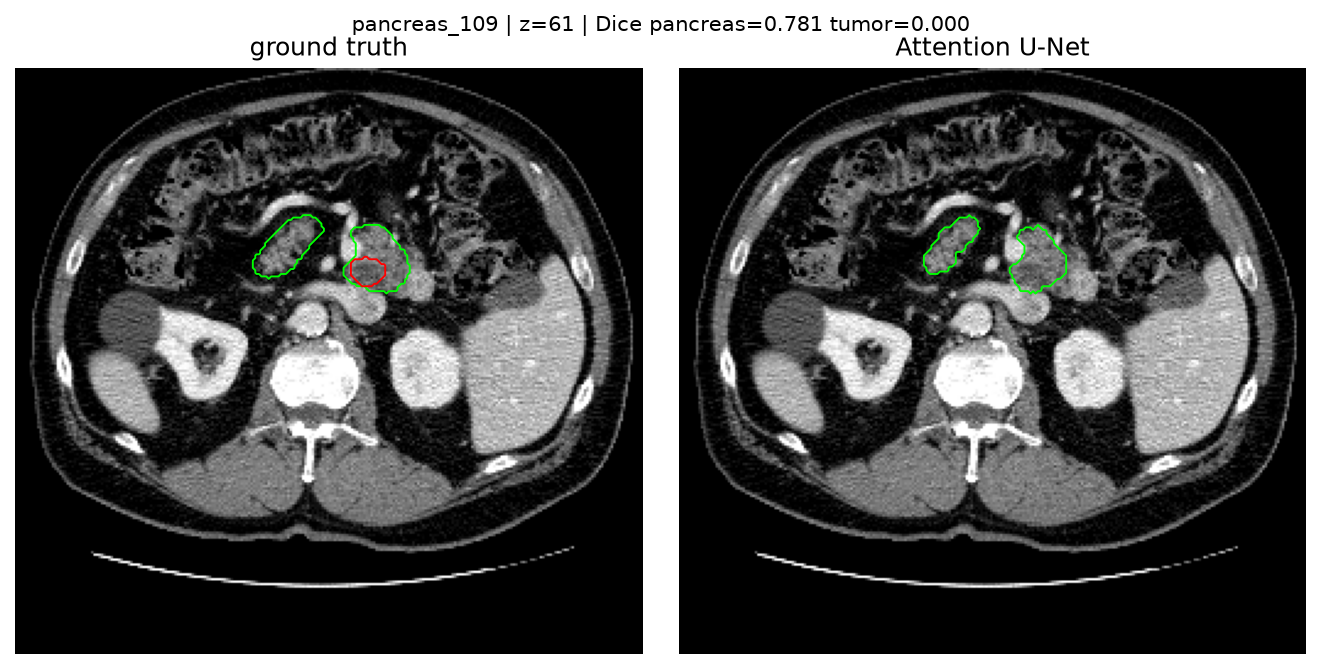 pancreas_109 | z=61 | Dice pancreas=0.781 tumor=0.000
ground truth
Attention U-Net